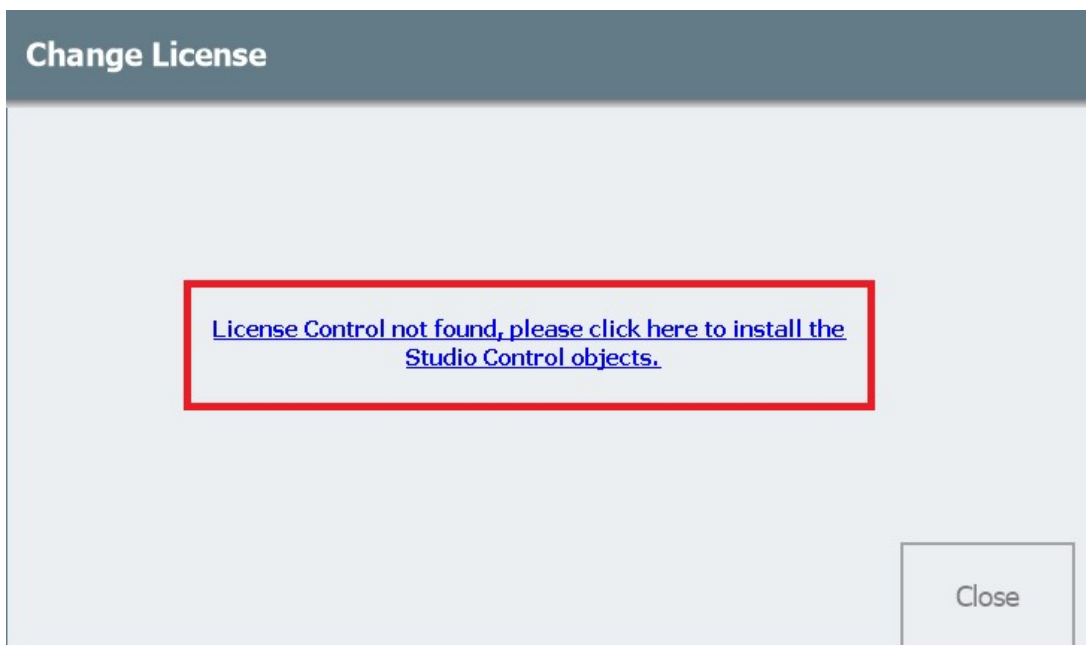 Change License
License Control not found, please click here to install the
Studio Control objects.
Close